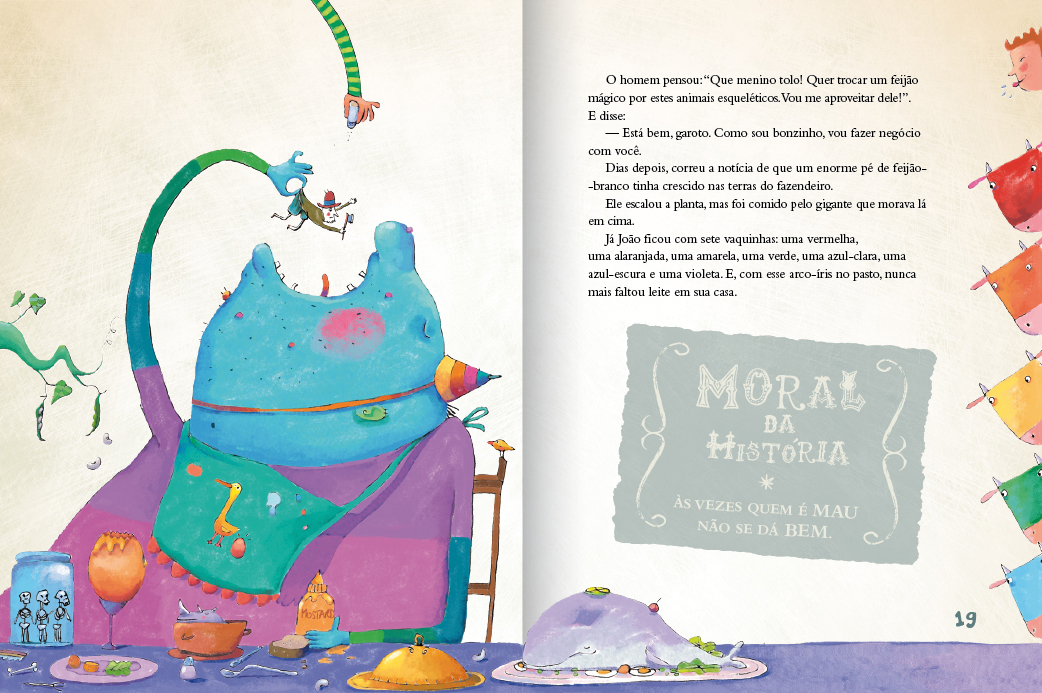 MOSTARDA
O homem pensou: “Que menino tolo! Quer trocar um feijão
mágico por estes animais esqueléticos. Vou me aproveitar dele!”.
E disse:
— Está bem, garoto. Como sou bonzinho, vou fazer negócio
com você.
Dias depois, correu a notícia de que um enorme pé de feijão-
-branco tinha crescido nas terras do fazendeiro.
Ele escalou a planta, mas foi comido pelo gigante que morava lá
em cima.
Já João ficou com sete vaquinhas: uma vermelha,
uma alaranjada, uma amarela, uma verde, uma azul-clara, uma
azul-escura e uma violeta. E, com esse arco-íris no pasto, nunca
mais faltou leite em sua casa.
MORAL
DA
HISTÓRIA
ÀS VEZES QUEM É MAU
NÃO SE DÁ BEM.
19